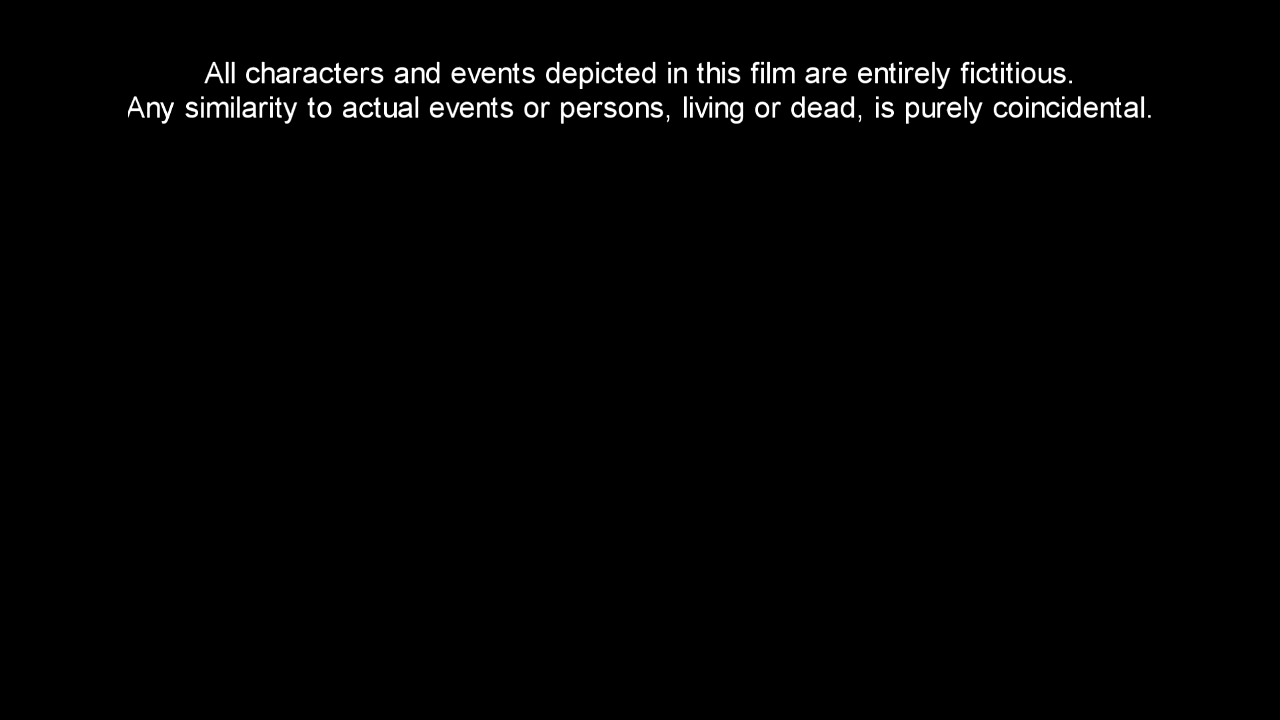 All characters and events depicted in this film are entirely fictitious.
Any similarity to actual events or persons, living or dead, is purely coincidental.